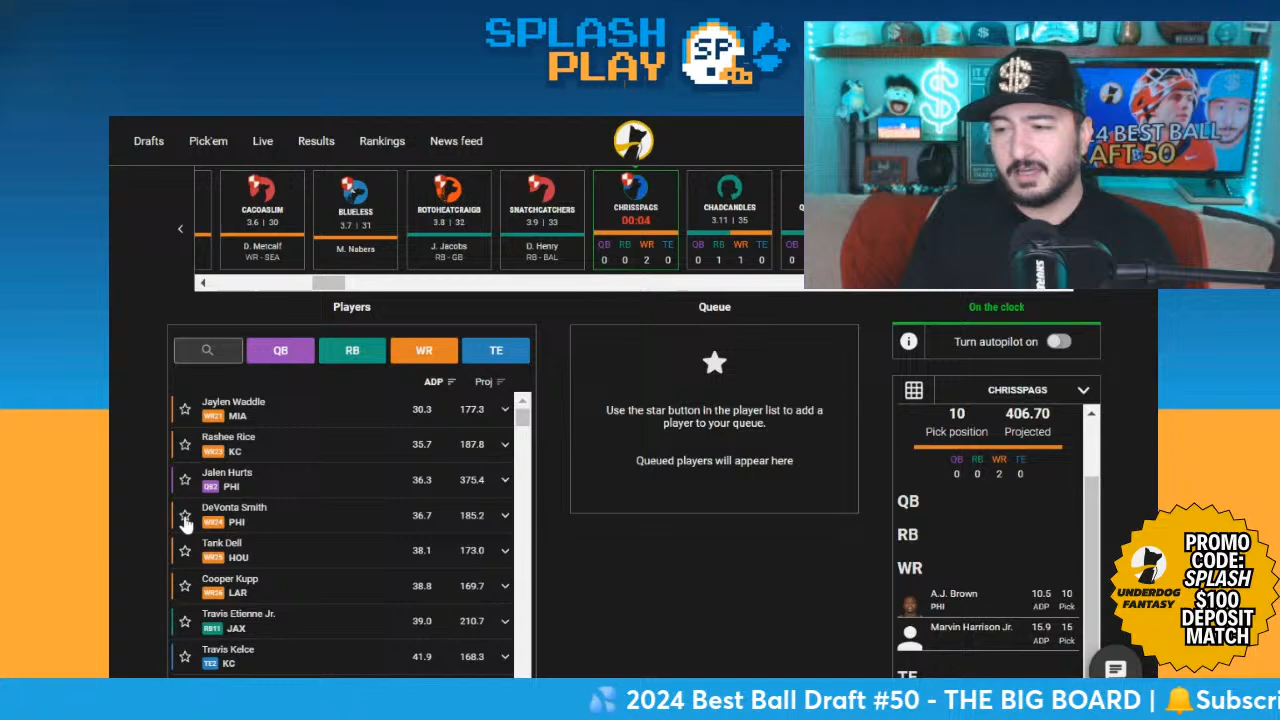 SPLASH
PLAY
SP
$
4 BEST BALL
AFT 50
Drafts Pick'em Live Results Rankings News feed
CACOASLIM
3.6 | 30
D. Metcalf
WR - SEA
BLUELESS
3.7 | 31
M. Nabers
ROTOHEATCRAIGB
3.8 | 32
J. Jacobs
RB - GB
SNATCHCATCHERS
3.9 | 33
D. Henry
RB - BAL
CHRISSPAGS
00:04
QB RB WR TE
0 0 2 0
CHADCANDLES
3.11 | 35
QB RB WR TE
0 1 1 0
QB
0
Players
QB RB WR TE
ADP Proj
Jaylen Waddle
WR21 MIA 30.3 177.3
Rashee Rice
WR23 KC 35.7 187.8
Jalen Hurts
QB2 PHI 36.3 375.4
DeVonta Smith
WR24 PHI 36.7 185.2
Tank Dell
WR25 HOU 38.1 173.0
Cooper Kupp
WR26 LAR 38.8 169.7
Travis Etienne Jr.
RB11 JAX 39.0 210.7
Travis Kelce
TE2 KC 41.9 168.3
Queue
Use the star button in the player list to add a
player to your queue.
Queued players will appear here
On the clock
Turn autopilot on
CHRISSPAGS
10 406.70
Pick position Projected
QB RB WR TE
0 0 2 0
QB
RB
WR
A.J. Brown 10.5 10
PHI ADP Pick
Marvin Harrison Jr. 15.9 15
ADP Pick
TE
UNDERDOG
FANTASY
PROMO
CODE:
SPLASH
$100
DEPOSIT
MATCH
💦 2024 Best Ball Draft #50 - THE BIG BOARD | 🔔Subscri